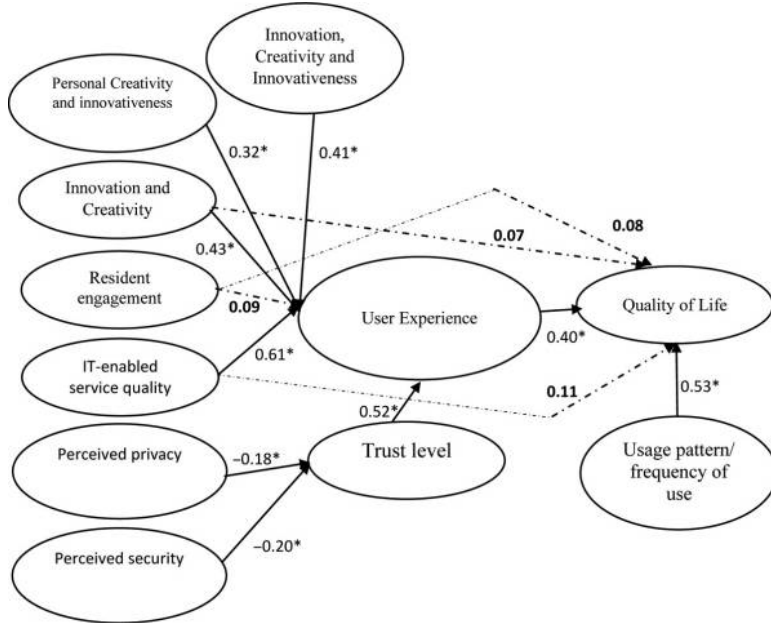 Innovation,
Creativity and
Innovativeness
Personal Creativity
and innovativeness
0.32*
0.41*
Innovation and
Creativity
0.43*
0.07
0.08
Resident
engagement
0.09
User Experience
0.40*
Quality of Life
IT-enabled
service quality
0.61*
0.11
0.53*
0.52*
Perceived privacy
−0.18*
Trust level
Usage pattern/
frequency of
use
Perceived security
−0.20*